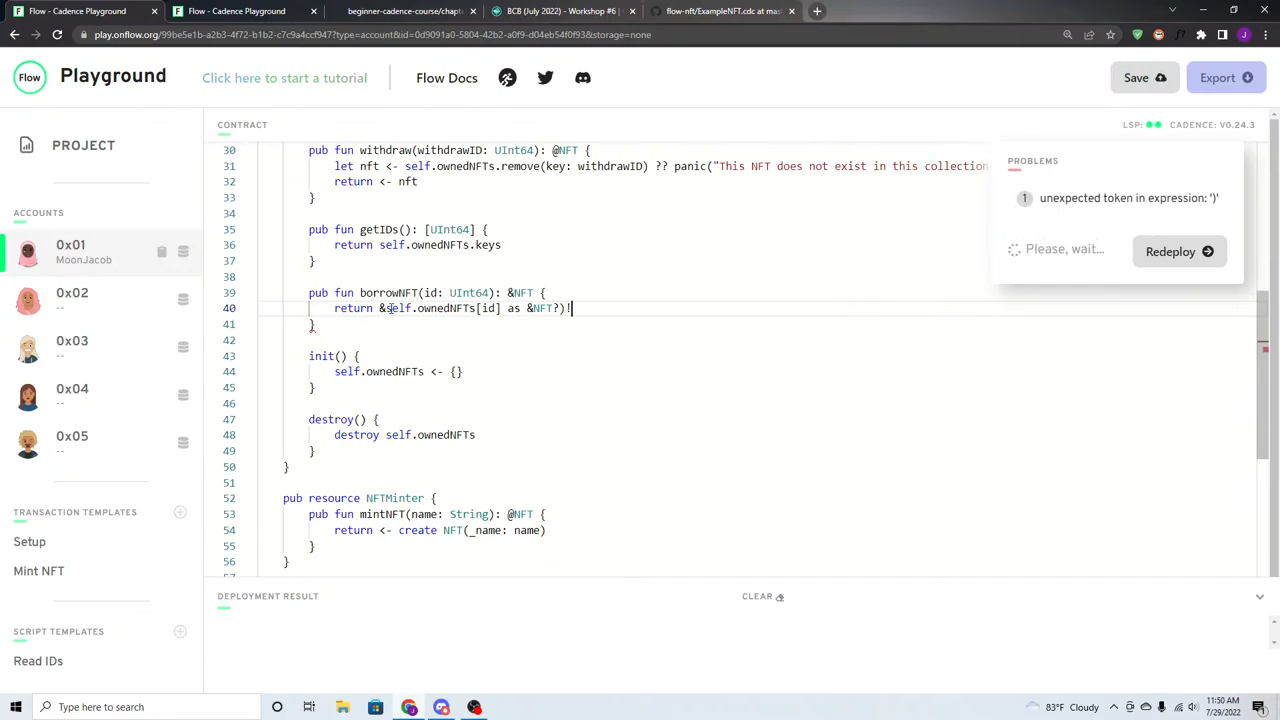 Flow - Cadence Playground
Flow - Cadence Playground
beginner-cadence-course/chapte
BCB (July 2022) - Workshop #6 |
flow-nft/ExampleNFT.cdc at mas
play.onflow.org/99be5e1b-a2b3-4f72-b1b2-c7c9a4ccf947?type=account&id=0d9091a0-5804-42b2-a0f9-d04eb54f0f93&storage=none
Flow
Playground
Click here to start a tutorial
Flow Docs
Save
Export
PROJECT
ACCOUNTS
0x01
MoonJacob
0x02
--
0x03
--
0x04
--
0x05
--
TRANSACTION TEMPLATES
Setup
Mint NFT
SCRIPT TEMPLATES
Read IDs
CONTRACT
LSP:
CADENCE: V0.24.3
30 pub fun withdraw(withdrawID: UInt64): @NFT {
31 let nft <- self.ownedNFTs.remove(key: withdrawID) ?? panic("This NFT does not exist in this collection
32 return <- nft
33 }
34
35 pub fun getIDs(): [UInt64] {
36 return self.ownedNFTs.keys
37 }
38
39 pub fun borrowNFT(id: UInt64): &NFT {
40 return &self.ownedNFTs[id] as &NFT?)!
41 }
42
43 init() {
44 self.ownedNFTs <- {}
45 }
46
47 destroy() {
48 destroy self.ownedNFTs
49 }
50 }
51
52 pub resource NFTMinter {
53 pub fun mintNFT(name: String): @NFT {
54 return <- create NFT(_name: name)
55 }
56 }
PROBLEMS
1 unexpected token in expression: ')'
Please, wait...
Redeploy
DEPLOYMENT RESULT
CLEAR
Type here to search
83°F Cloudy
11:50 AM
7/29/2022